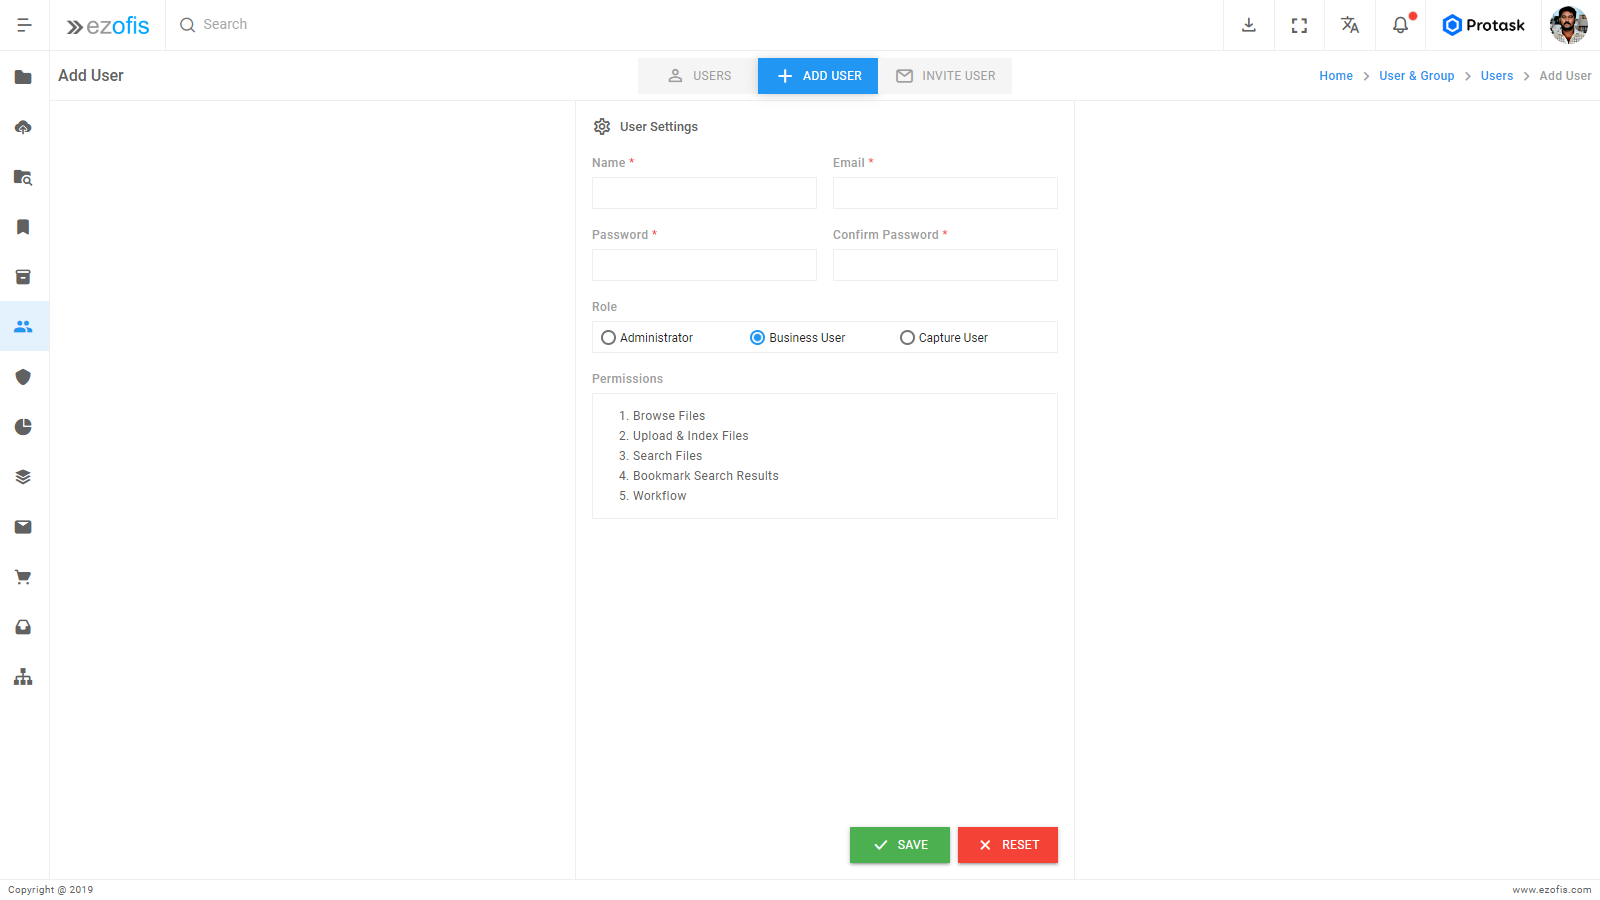 ezofis
Search
Protask
Add User
USERS
ADD USER
INVITE USER
Home > User & Group > Users > Add User
User Settings
Name *
Email *
Password *
Confirm Password *
Role
Administrator
Business User
Capture User
Permissions
1. Browse Files
2. Upload & Index Files
3. Search Files
4. Bookmark Search Results
5. Workflow
SAVE
RESET
Copyright @ 2019
www.ezofis.com